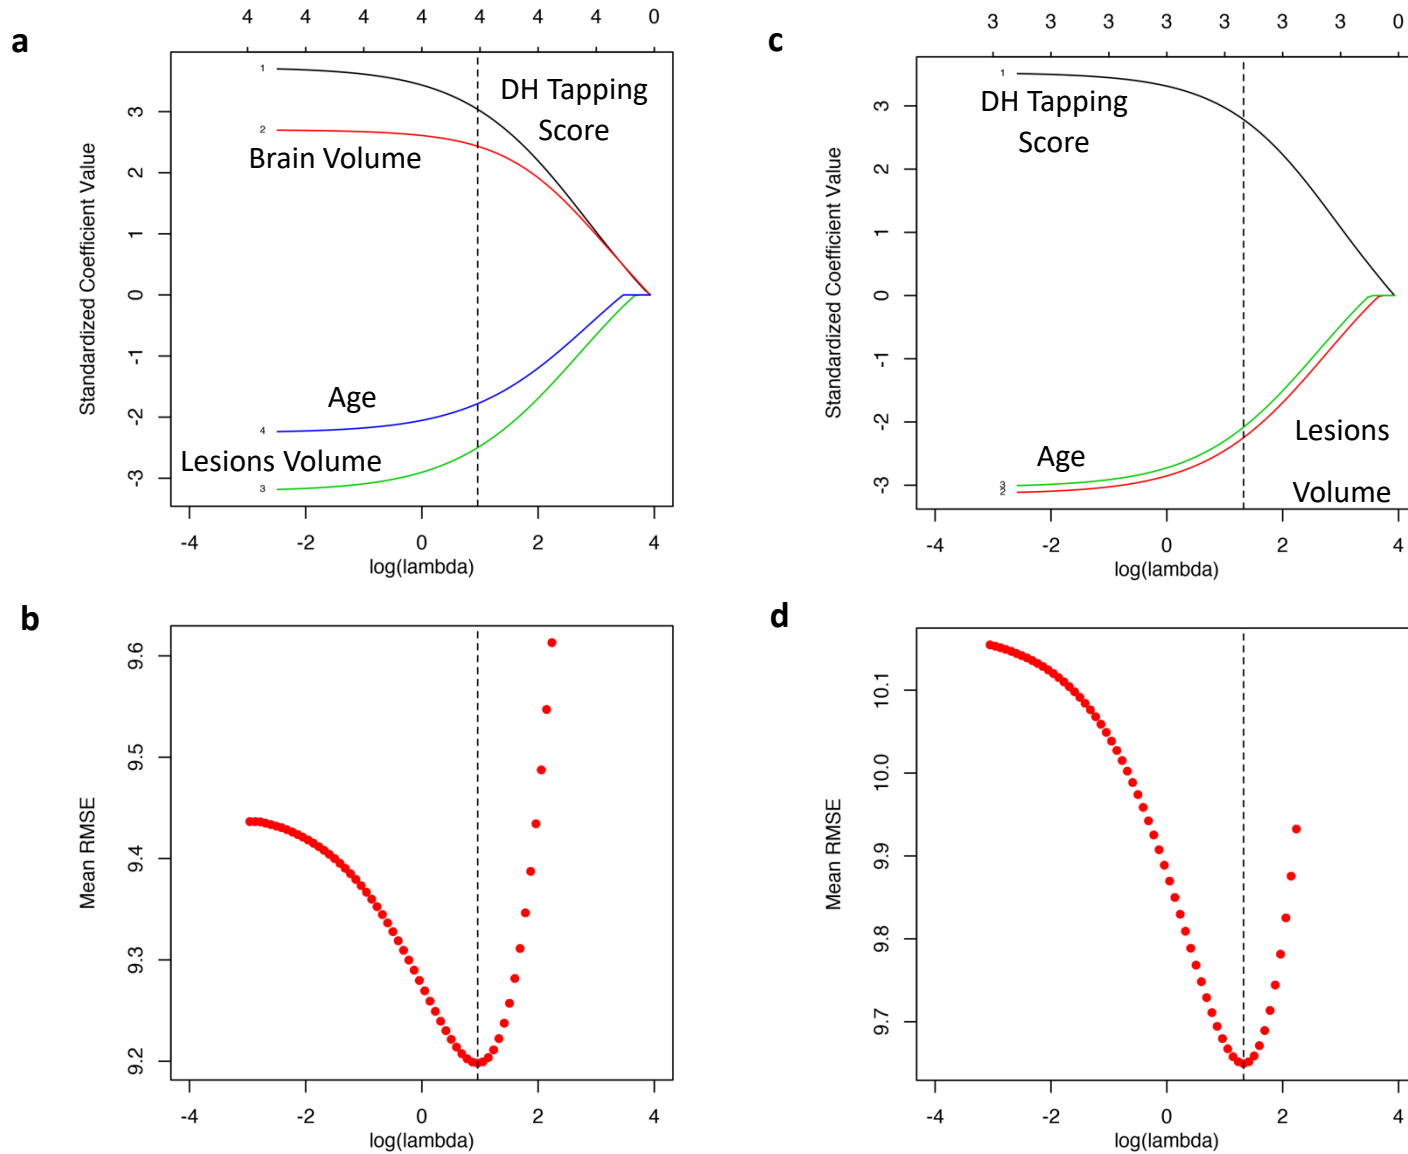 a
4 4 4 4 4 4 4 0
Standardized Coefficient Value
3
2
1
0
-1
-2
-3
1
2
4
3
DH Tapping
Score
Brain Volume
Age
Lesions Volume
-4 -2 0 2 4
log(lambda)
c
3 3 3 3 3 3 3 0
Standardized Coefficient Value
3
2
1
0
-1
-2
-3
1
3
2
DH Tapping
Score
Age
Lesions
Volume
-4 -2 0 2 4
log(lambda)
b
Mean RMSE
9.6
9.5
9.4
9.3
9.2
-4 -2 0 2 4
log(lambda)
d
Mean RMSE
10.1
10.0
9.9
9.8
9.7
-4 -2 0 2 4
log(lambda)